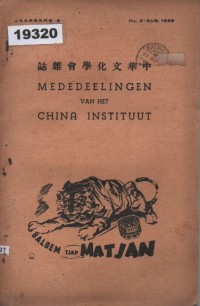 JAARGANG 2
No. 2-AUG. 1938
19320
誌雜會學化文華中
MEDEDEELINGEN
VAN HET
CHINA INSTITUUT
BALSEM TJAP MATJAN